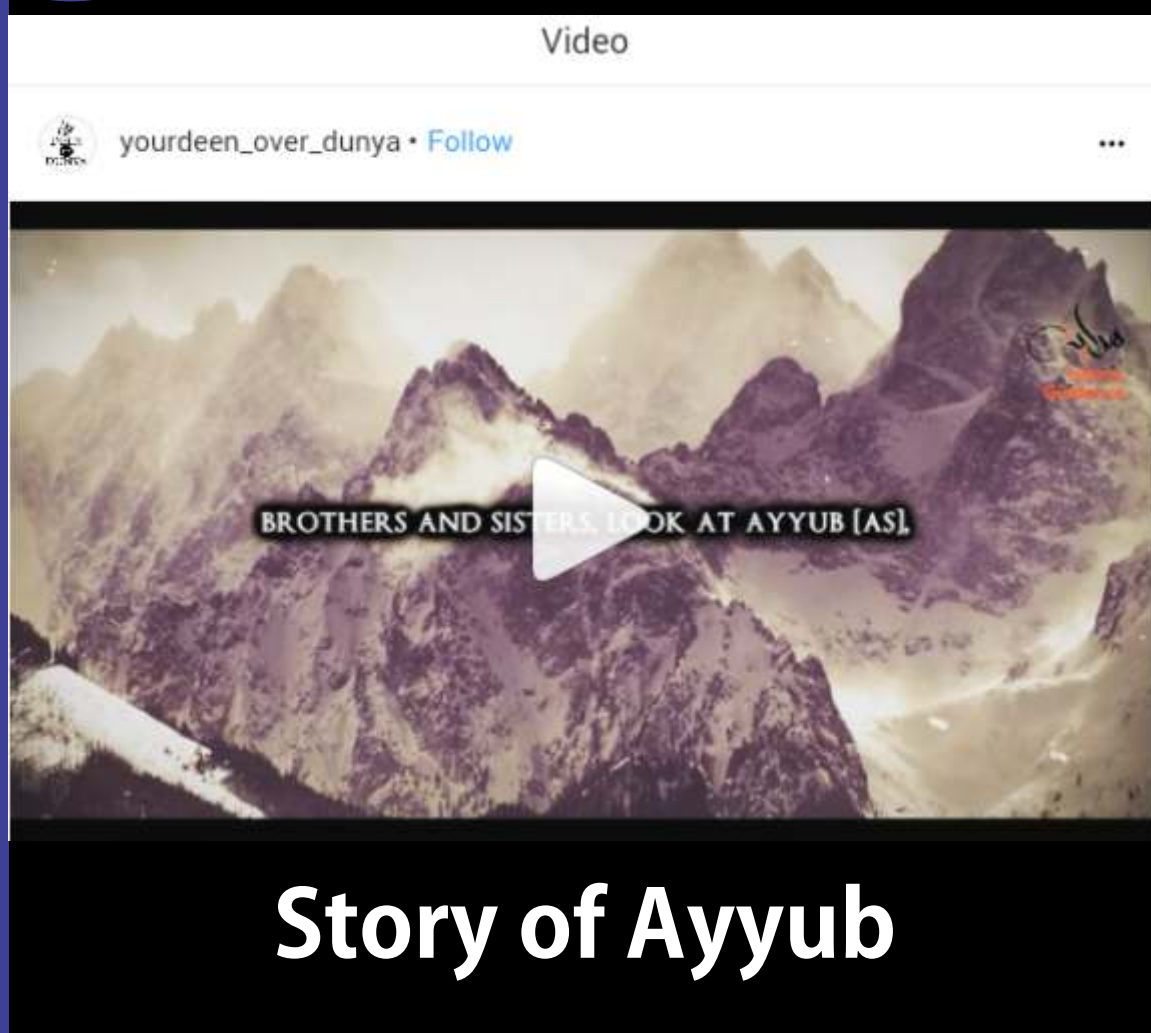 Video
yourdeen_over_dunya • Follow
BROTHERS AND SISTERS, LOOK AT AYYUB [AS],
Story of Ayyub